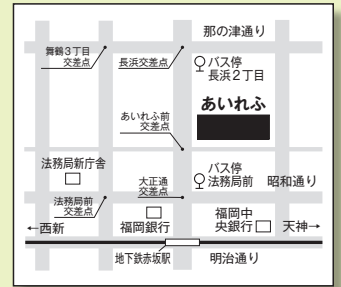 那の津通り
舞鶴3丁目
交差点
長浜交差点
バス停
長浜2丁目
あいれふ
あいれふ前
交差点
法務局新庁舎
大正通
交差点
バス停
法務局前
昭和通り
法務局前
交差点
←西新
福岡銀行
福岡中
央銀行
天神→
地下鉄赤坂駅
明治通り